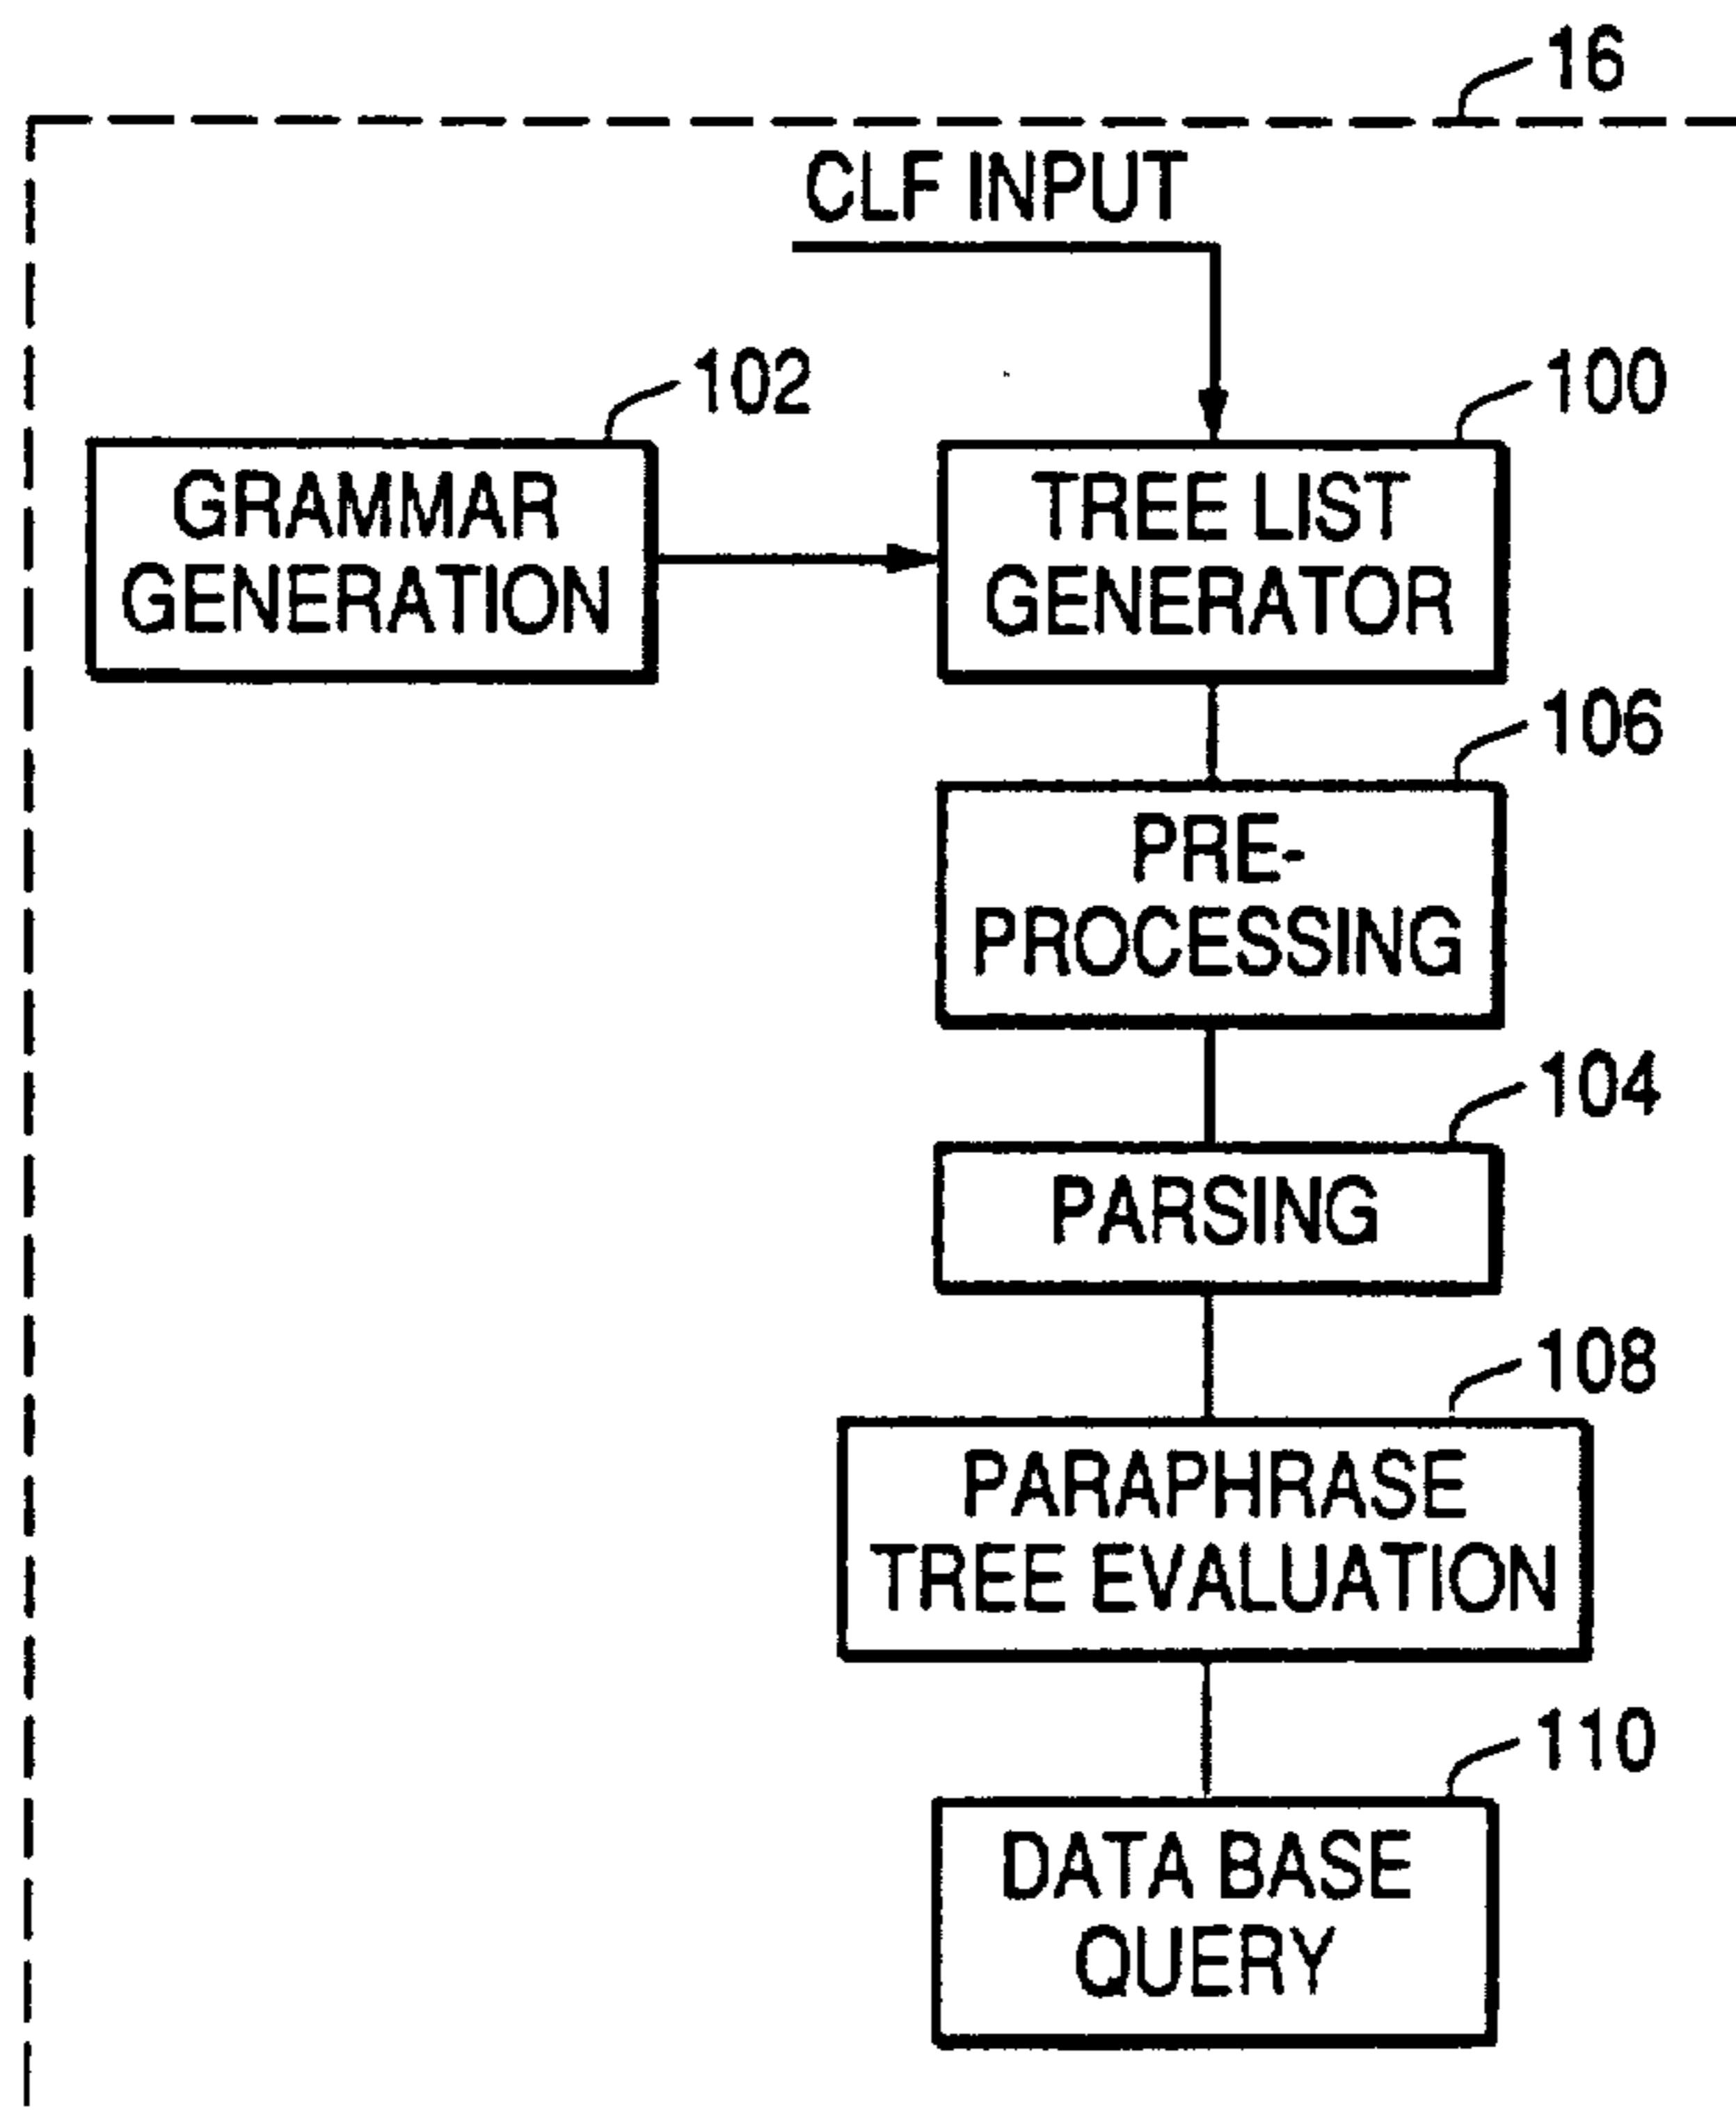 16
CLF INPUT
102
100
GRAMMAR
GENERATION
TREE LIST
GENERATOR
106
PRE-
PROCESSING
104
PARSING
108
PARAPHRASE
TREE EVALUATION
110
DATA BASE
QUERY